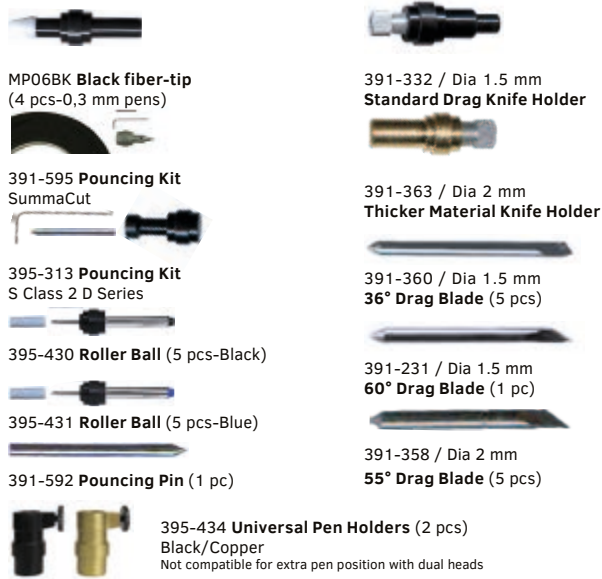 MP06BK Black fiber-tip
(4 pcs-0,3 mm pens)
391-595 Pouncing Kit
SummaCut
395-313 Pouncing Kit
S Class 2 D Series
395-430 Roller Ball (5 pcs-Black)
395-431 Roller Ball (5 pcs-Blue)
391-592 Pouncing Pin (1 pc)
391-332 / Dia 1.5 mm
Standard Drag Knife Holder
391-363 / Dia 2 mm
Thicker Material Knife Holder
391-360 / Dia 1.5 mm
36° Drag Blade (5 pcs)
391-231 / Dia 1.5 mm
60° Drag Blade (1 pc)
391-358 / Dia 2 mm
55° Drag Blade (5 pcs)
395-434 Universal Pen Holders (2 pcs)
Black/Copper
Not compatible for extra pen position with dual heads